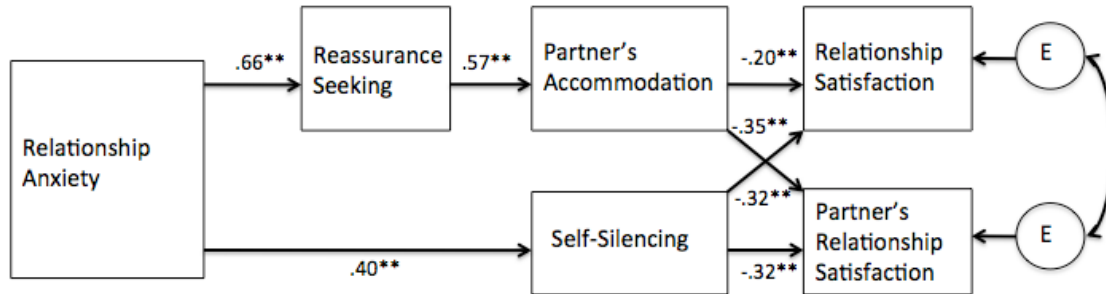 Relationship
Anxiety
.66**
Reassurance
Seeking
.57**
Partner's
Accommodation
-.20**
Relationship
Satisfaction
E
-.35**
-.32**
.40**
Self-Silencing
-.32**
Partner's
Relationship
Satisfaction
E